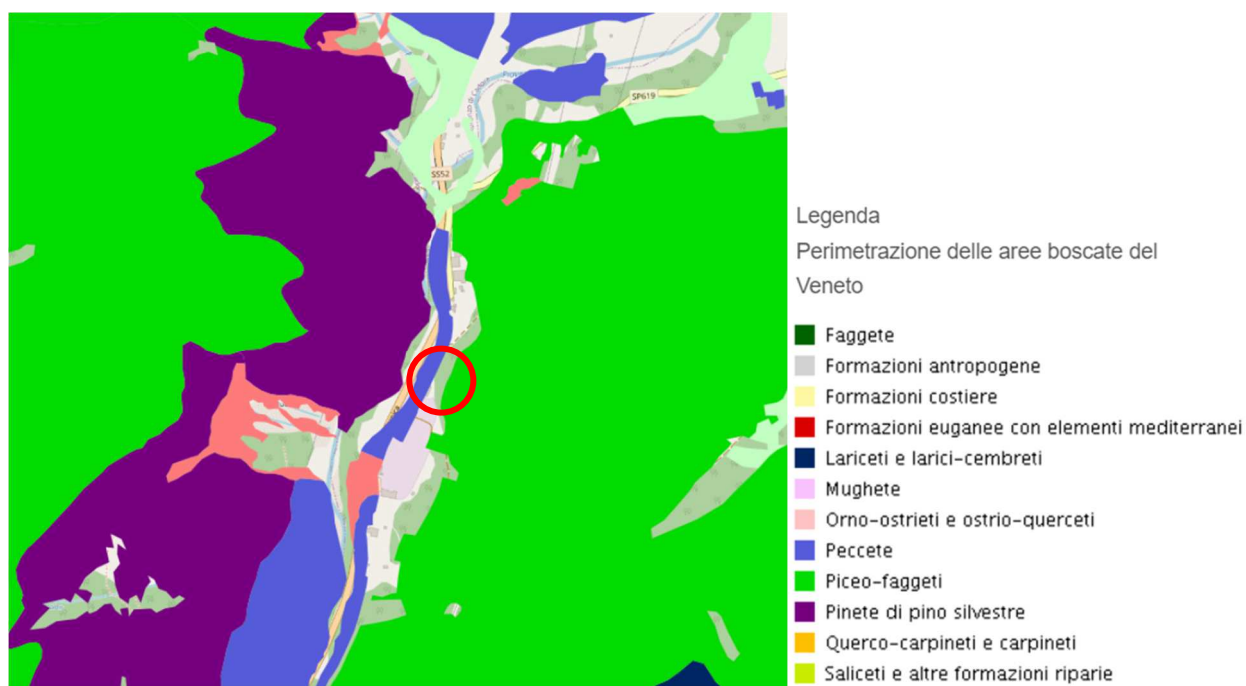 SP619
SS52
Legenda
Perimetrazione delle aree boscate del
Veneto
Faggete
Formazioni antropogene
Formazioni costiere
Formazioni euganee con elementi mediterranei
Lariceti e larici-cembreti
Mughete
Orno-ostrieti e ostrio-querceti
Peccete
Piceo-faggeti
Pinete di pino silvestre
Querco-carpineti e carpineti
Saliceti e altre formazioni riparie